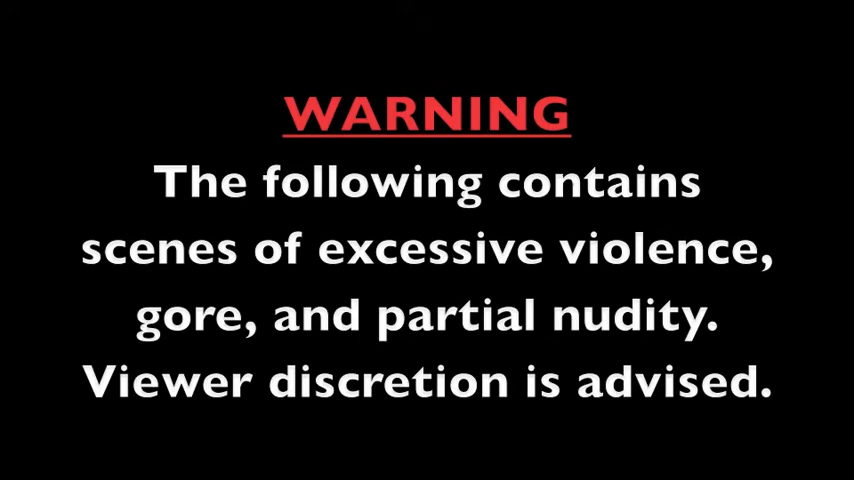 WARNING
The following contains
scenes of excessive violence,
gore, and partial nudity.
Viewer discretion is advised.